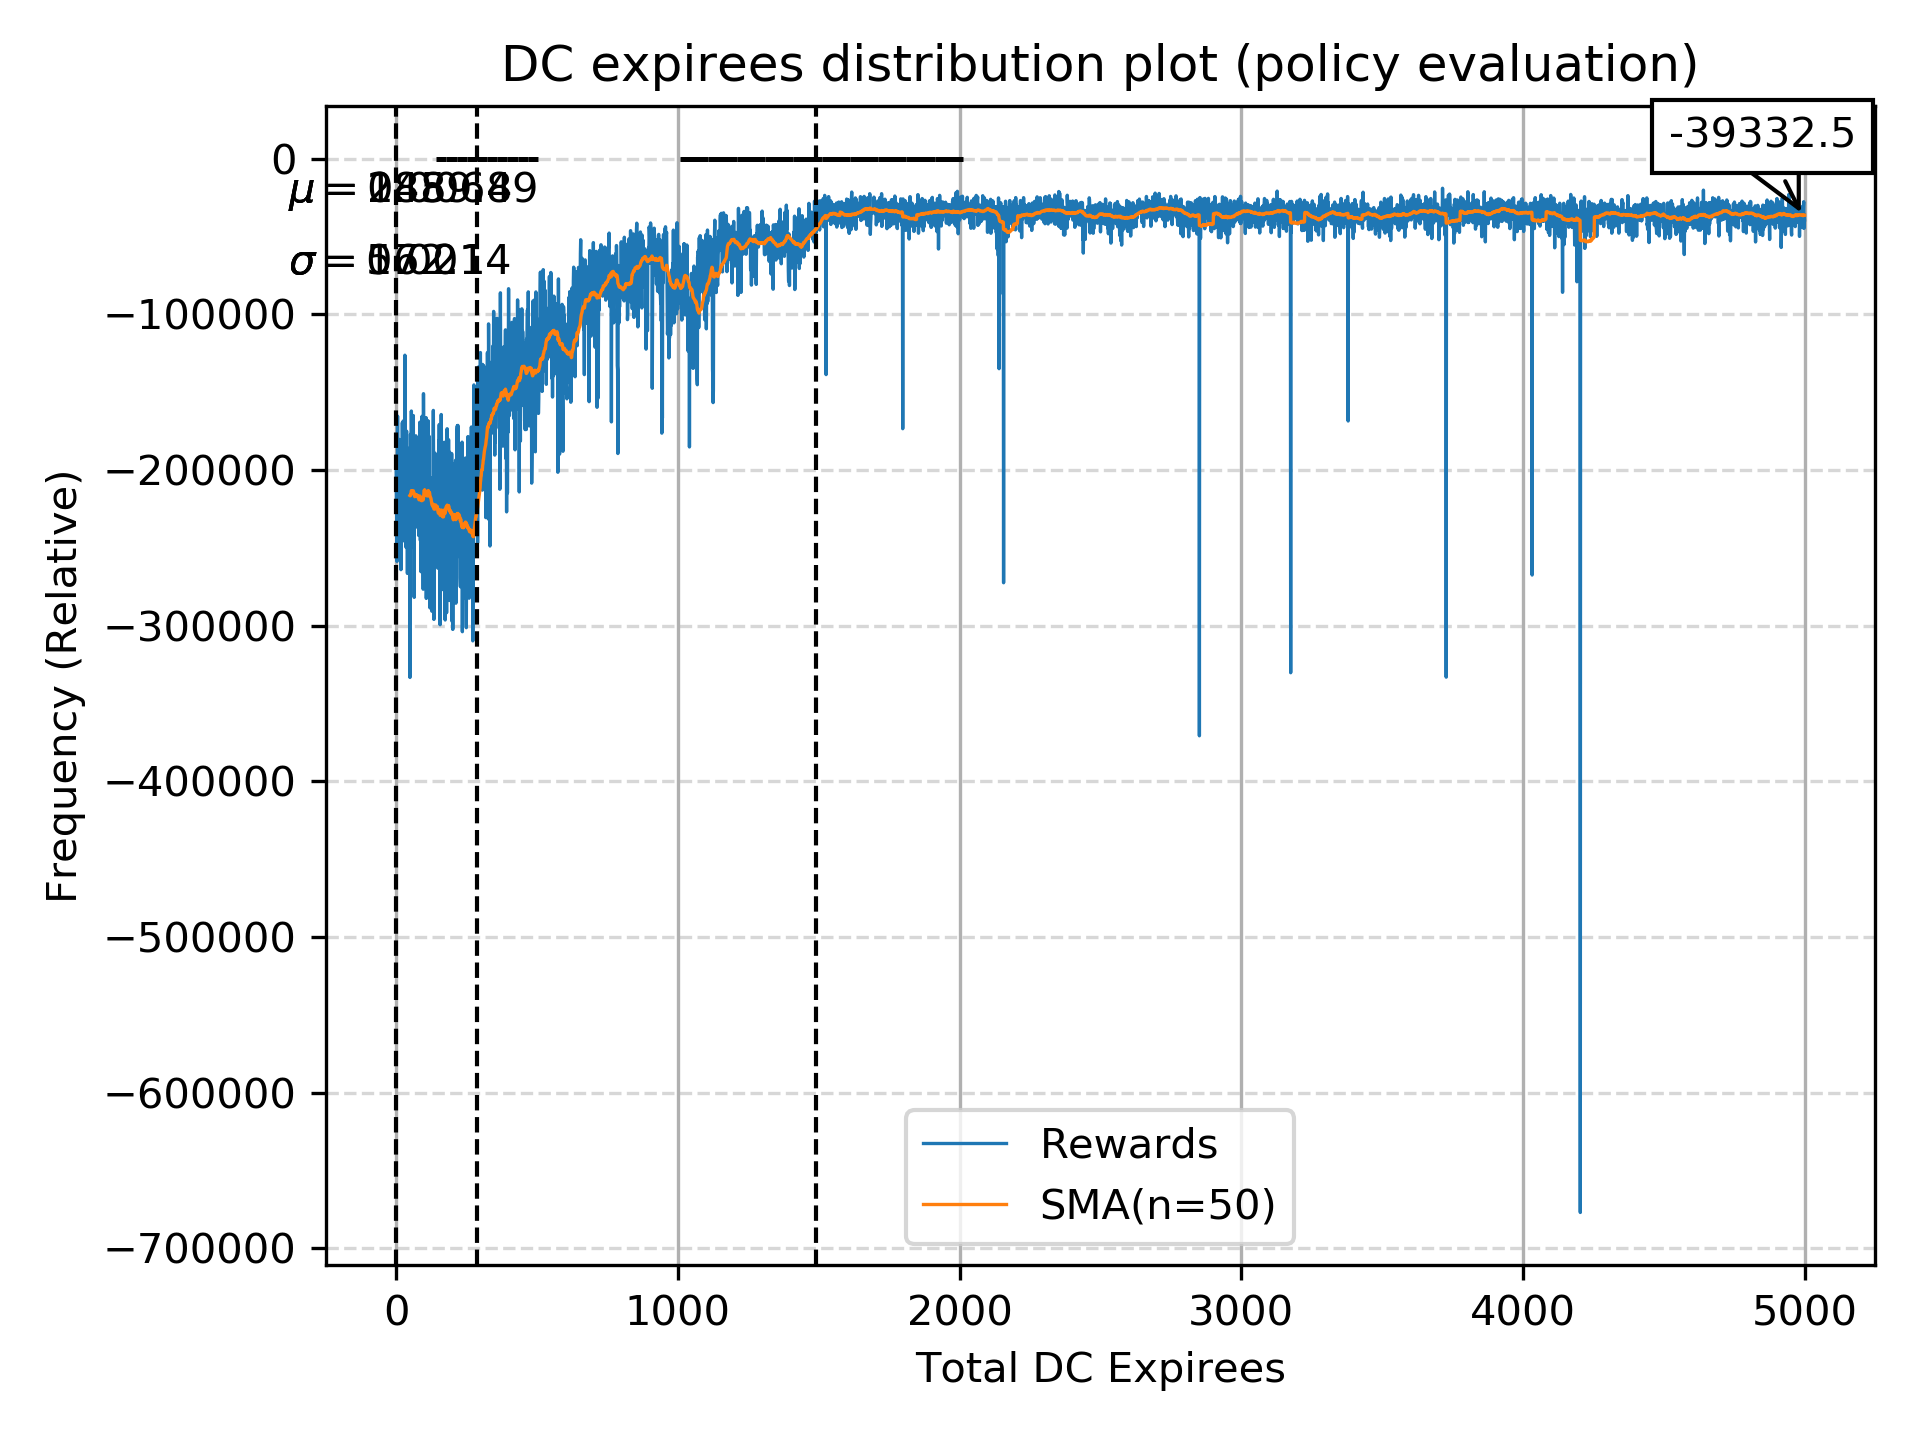 DC expirees distribution plot (policy evaluation)
-39332.5
0
−100000
−200000
−300000
−400000
−500000
−600000
−700000
μ =
σ =
Frequency (Relative)
Rewards
SMA(n=50)
0 1000 2000 3000 4000 5000
Total DC Expirees